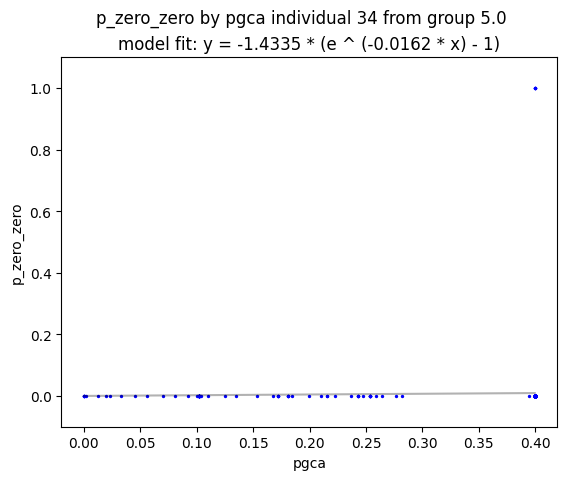 p_zero_zero by pgca individual 34 from group 5.0
model fit: y = -1.4335 * (e ^ (-0.0162 * x) - 1)
1.0
0.8
0.6
0.4
0.2
0.0
p_zero_zero
0.00 0.05 0.10 0.15 0.20 0.25 0.30 0.35 0.40
pgca